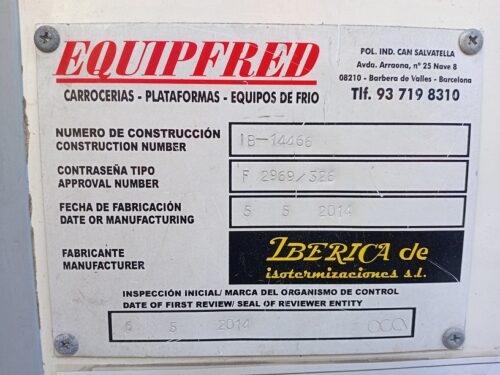 EQUIPFRED
CARROCERIAS - PLATAFORMAS - EQUIPOS DE FRIO
POL. IND. CAN SALVATELLA
Avda. Arraona, nº 25 Nave 8
08210 - Barbera de Valles - Barcelona
Tlf. 93 719 8310
NUMERO DE CONSTRUCCIÓN
CONSTRUCTION NUMBER
IB-14466
CONTRASEÑA TIPO
APPROVAL NUMBER
F 2969/326
FECHA DE FABRICACIÓN
DATE OR MANUFACTURING
5 5 2014
FABRICANTE
MANUFACTURER
IBERICA de
isotermizaciones s.l.
INSPECCIÓN INICIAL/ MARCA DEL ORGANISMO DE CONTROL
DATE OF FIRST REVIEW/ SEAL OF REVIEWER ENTITY
6 5 2014